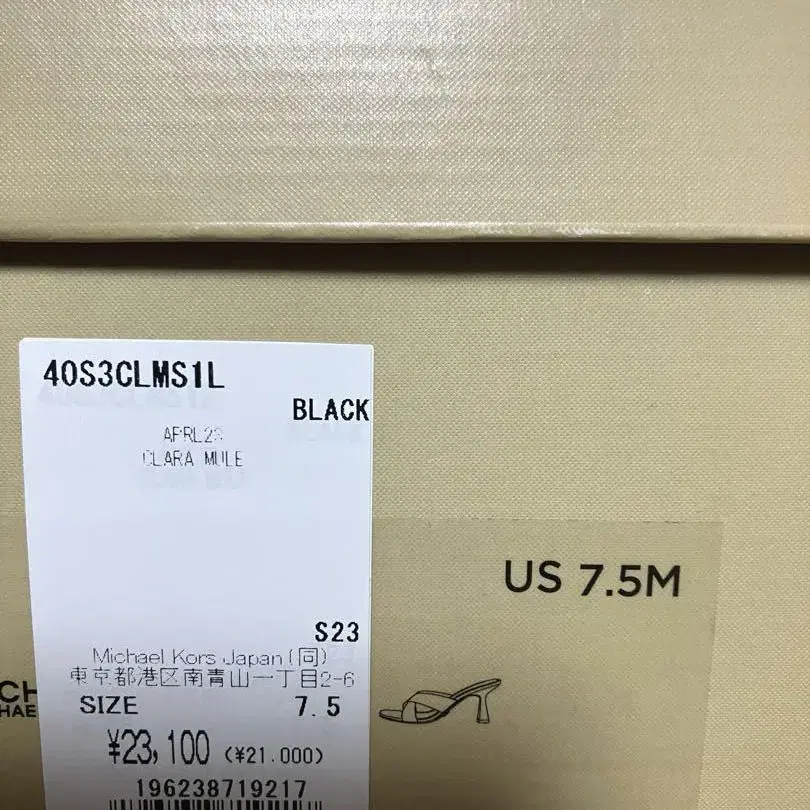 40S3CLMS1L
BLACK
CLARA MULE
US 7.5M
S23
Michael Kors Japan(同)
東京都港区南青山一丁目2-6
SIZE 7.5
¥23,100 (¥21.000)
196238719217